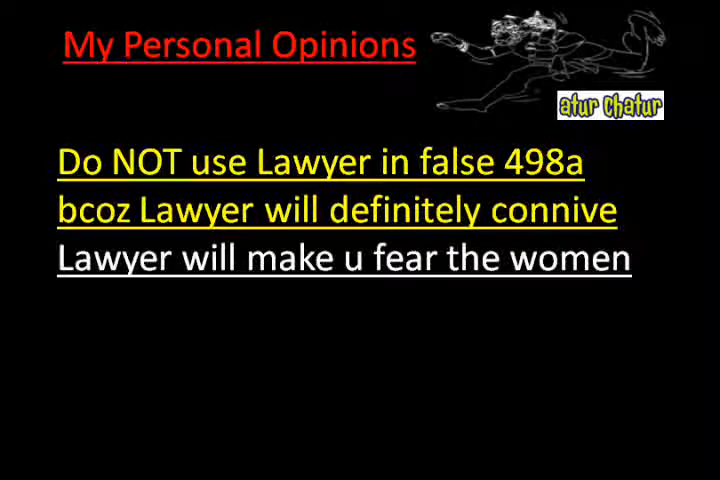 My Personal Opinions
atur chatur
Do NOT use Lawyer in false 498a
bcoz Lawyer will definitely connive
Lawyer will make u fear the women